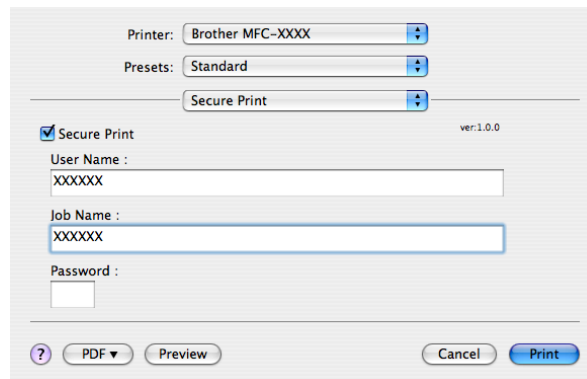 Printer: Brother MFC-XXXX
Presets: Standard
Secure Print
Secure Print ver:1.0.0
User Name :
XXXXXX
Job Name :
XXXXXX
Password :
? PDF▼ Preview Cancel Print